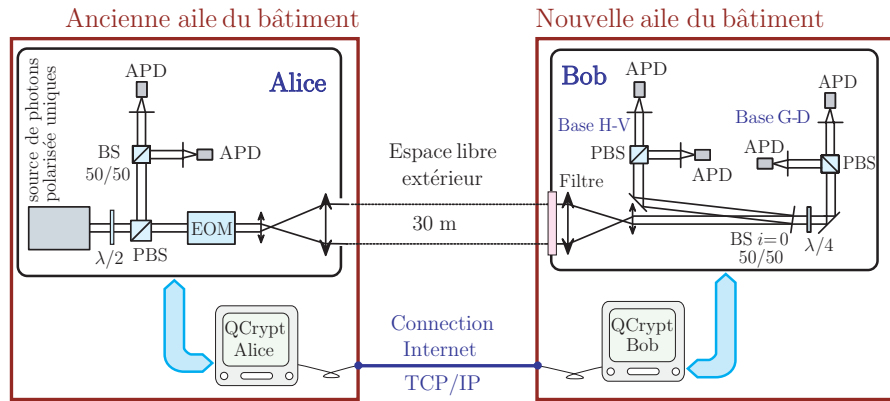 Ancienne aile du bâtiment
Nouvelle aile du bâtiment
Alice
source de photons
polarisée uniques
APD
BS
50/50
APD
EOM
λ/2
PBS
Espace libre
extérieur
30 m
Bob
APD
Base H-V
PBS
APD
APD
Base G-D
APD
PBS
Filtre
BS i=0
50/50
λ/4
QCrypt
Alice
Connection
Internet
TCP/IP
QCrypt
Bob